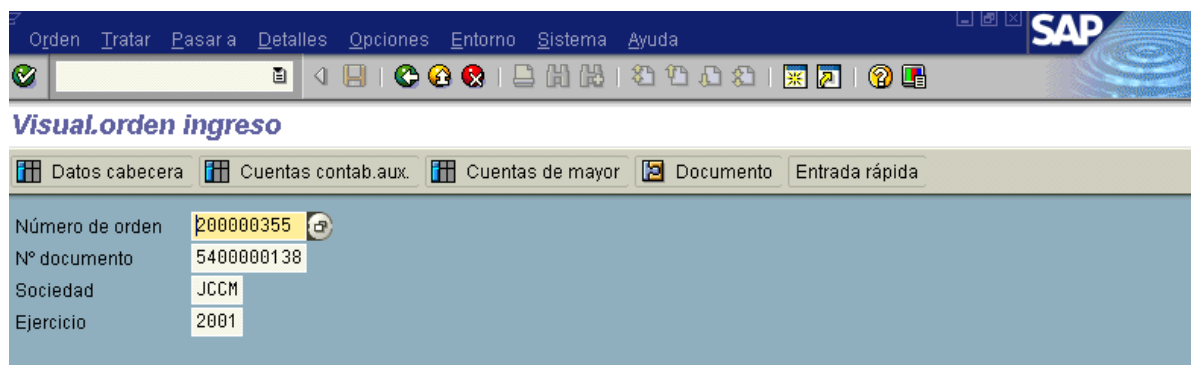 Orden Tratar Pasar a Detalles Opciones Entorno Sistema Ayuda
SAP
Visual.orden ingreso
Datos cabecera Cuentas contab.aux. Cuentas de mayor Documento Entrada rápida
Número de orden 200000355
Nº documento 5400000138
Sociedad JCCM
Ejercicio 2001